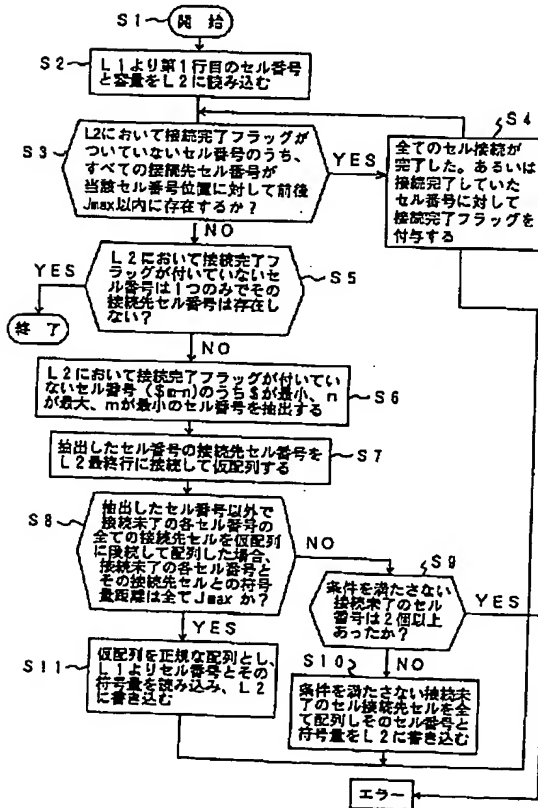 S1
開 始
S2
L1より第1行目のセル番号
と容量をL2に読み込む
S3
L2において接続完了フラッグが
ついていないセル番号のうち、
すべての接続先セル番号が
当該セル番号位置に対して前後
Jmax以内に存在するか?
YES
S4
全てのセル接続が
完了した。あるいは
接続完了していた
セル番号に対して
接続完了フラッグを
付与する
NO
S5
L2において接続完了フ
ラッグが付いていないセ
ル番号は1つのみでその
接続先セル番号は存在し
ない?
YES
終 了
NO
S6
L2において接続完了フラッグが付いてい
ないセル番号($m-n)のうち$が最小、n
が最大、mが最小のセル番号を抽出する
S7
抽出したセル番号の接続先セル番号を
L2最終行に接続して仮配列する
S8
抽出したセル番号以外で
接続未了の各セル番号の
全ての接続先セルを仮配列
に段続して配列した場合、
接続未了の各セル番号と
その接続先セルとの符号
量距離は全てJmaxか?
NO
YES
S9
条件を満たさない
接続未了のセル
番号は2個以上
あったか?
YES
NO
S11
仮配列を正規な配列とし、
L1よりセル番号とその
符号量を読み込み、L2
に書き込む
S10
条件を満たさない接続未
了のセル接続先セルを全
て配列しそのセル番号と
符号量をL2に書き込む
エラー